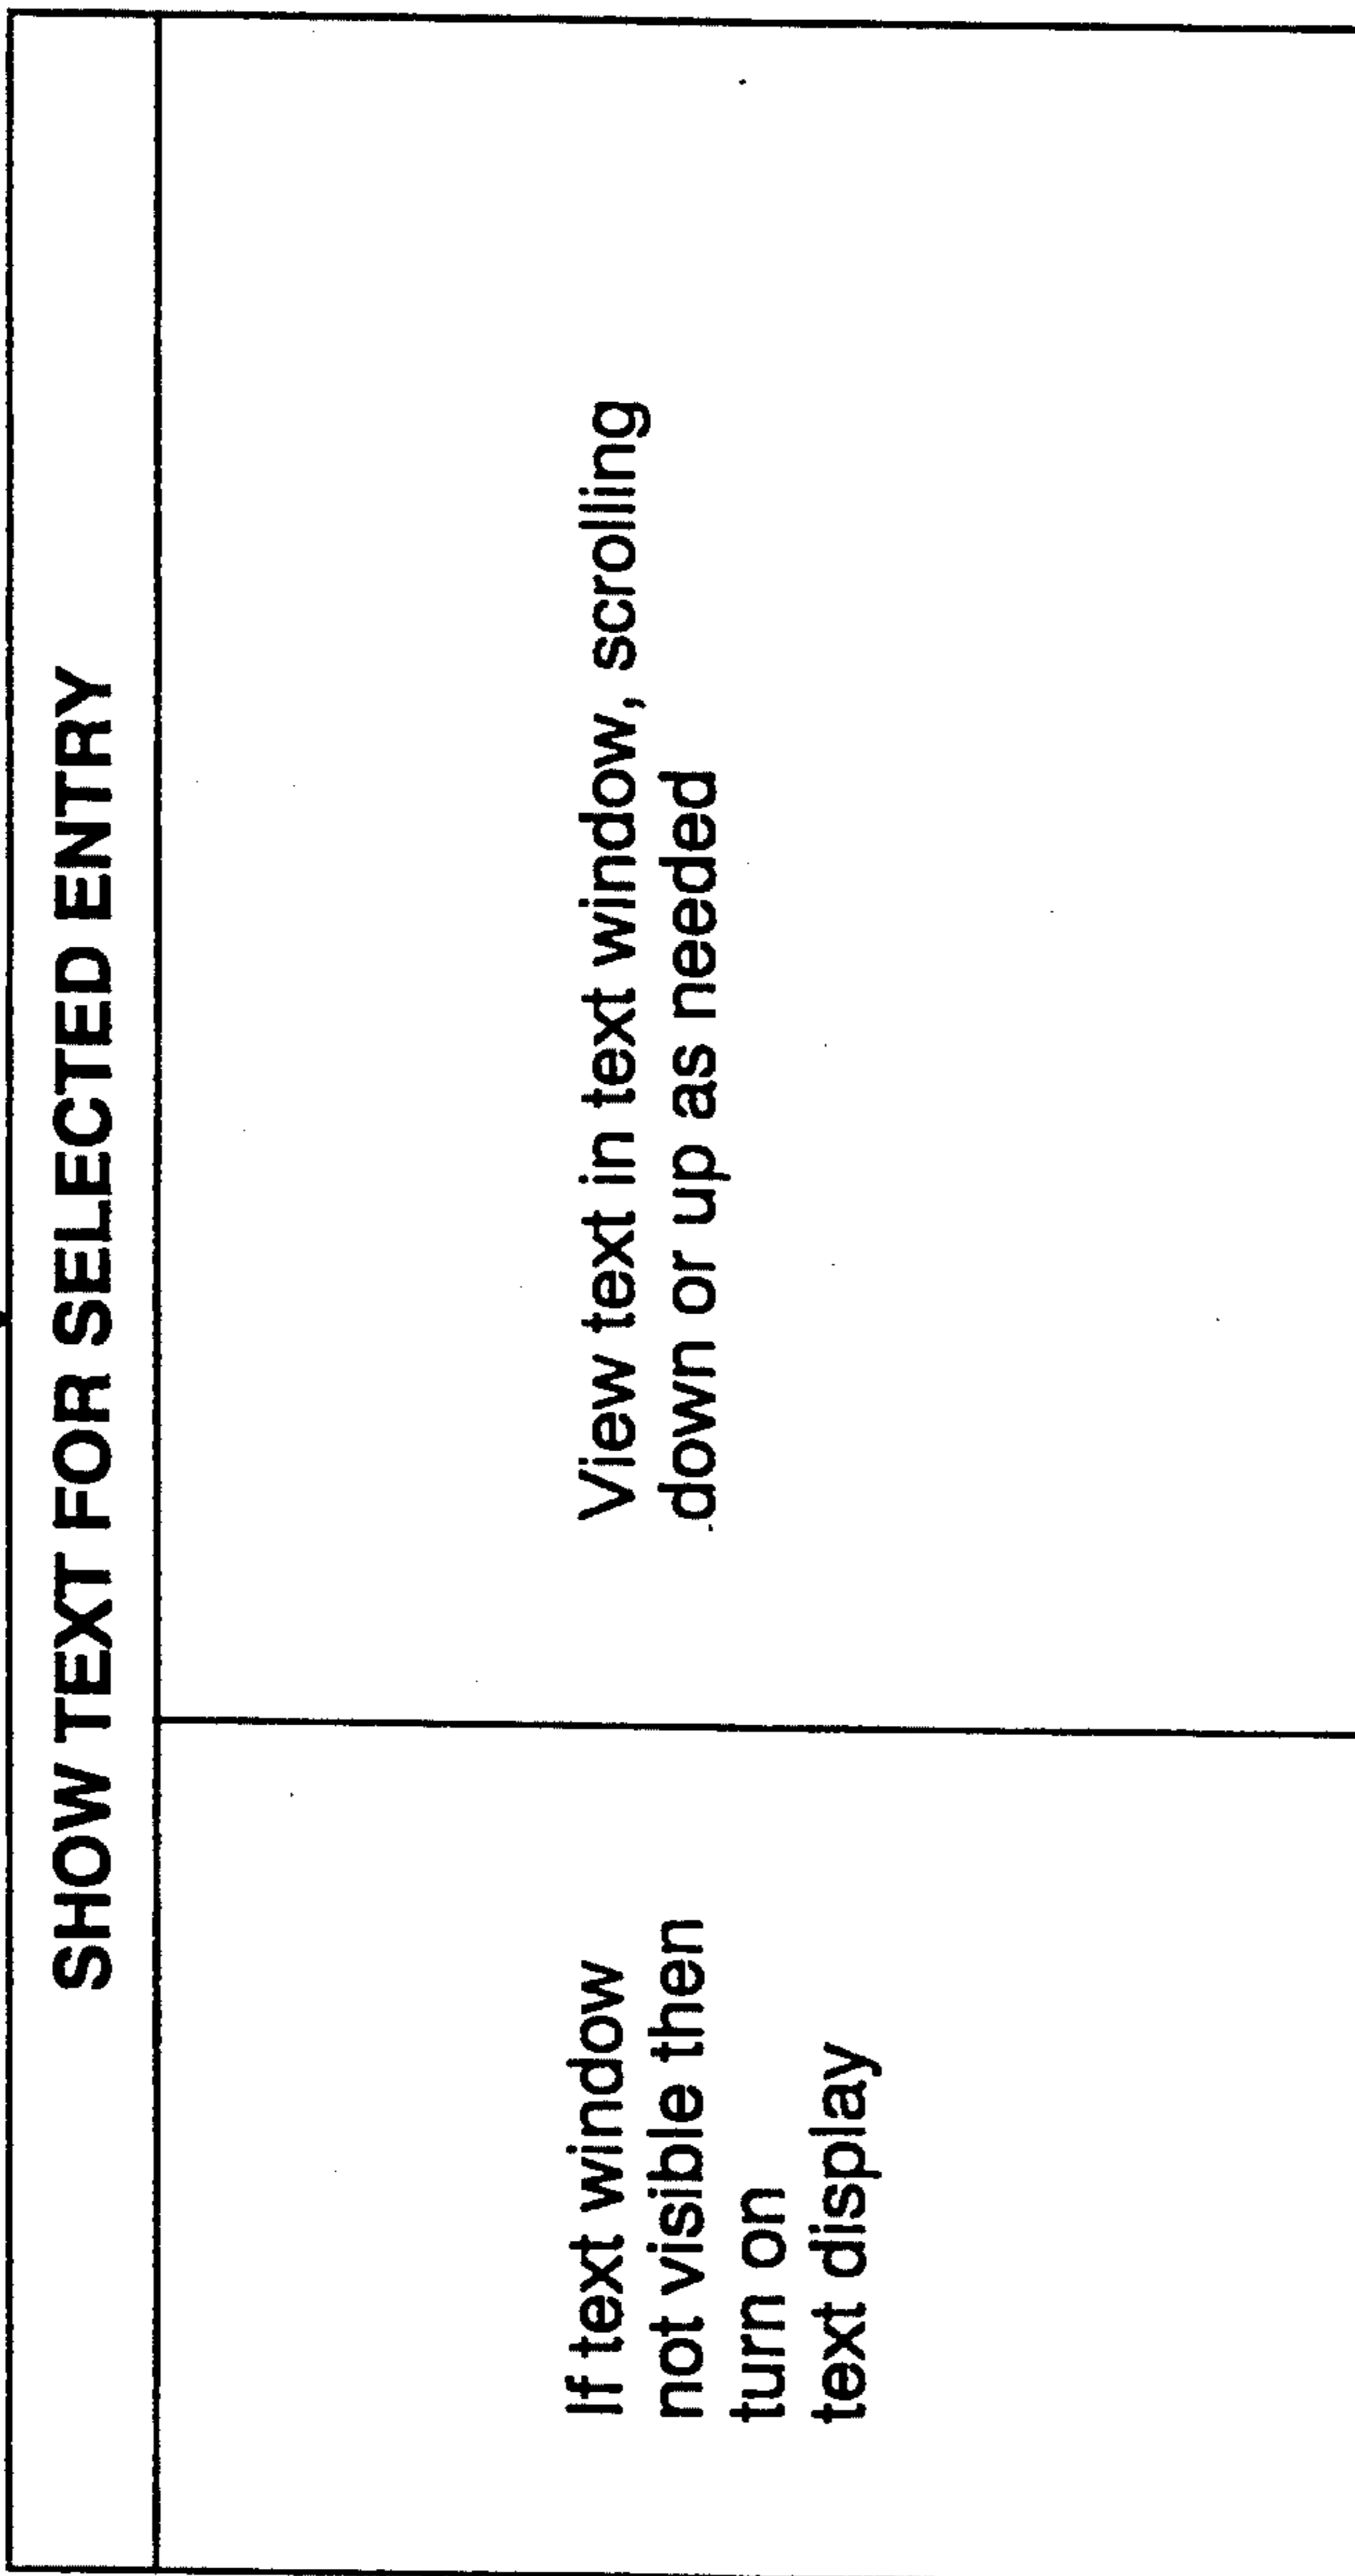 SHOW TEXT FOR SELECTED ENTRY
If text window
not visible then
turn on
text display
View text in text window, scrolling
down or up as needed